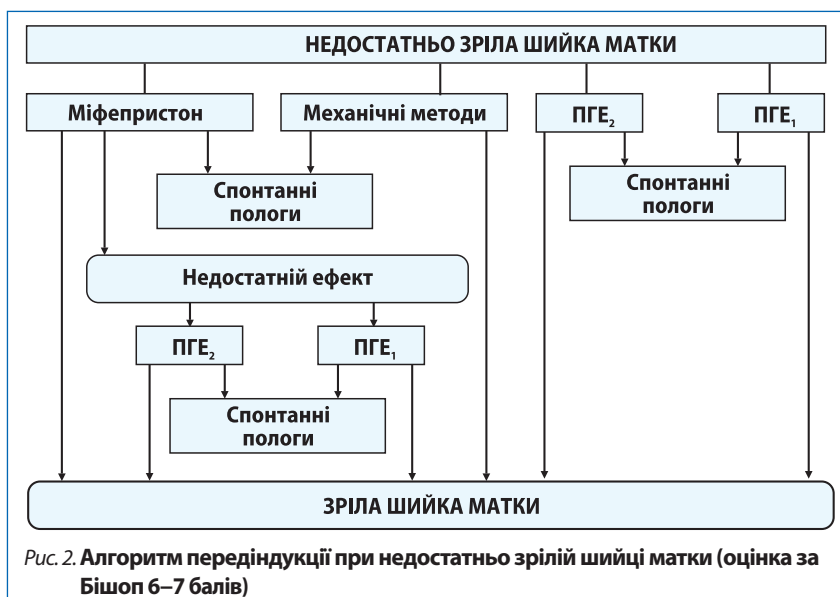 НЕДОСТАТНЬО ЗРІЛА ШИЙКА МАТКИ
Міфепристон
Механічні методи
ПГЕ₂
ПГЕ₁
Спонтанні
пологи
Спонтанні
пологи
Недостатній ефект
ПГЕ₂
ПГЕ₁
Спонтанні
пологи
ЗРІЛА ШИЙКА МАТКИ
Рис. 2. Алгоритм передіндукції при недостатньо зрілій шийці матки (оцінка за
Бішоп 6–7 балів)